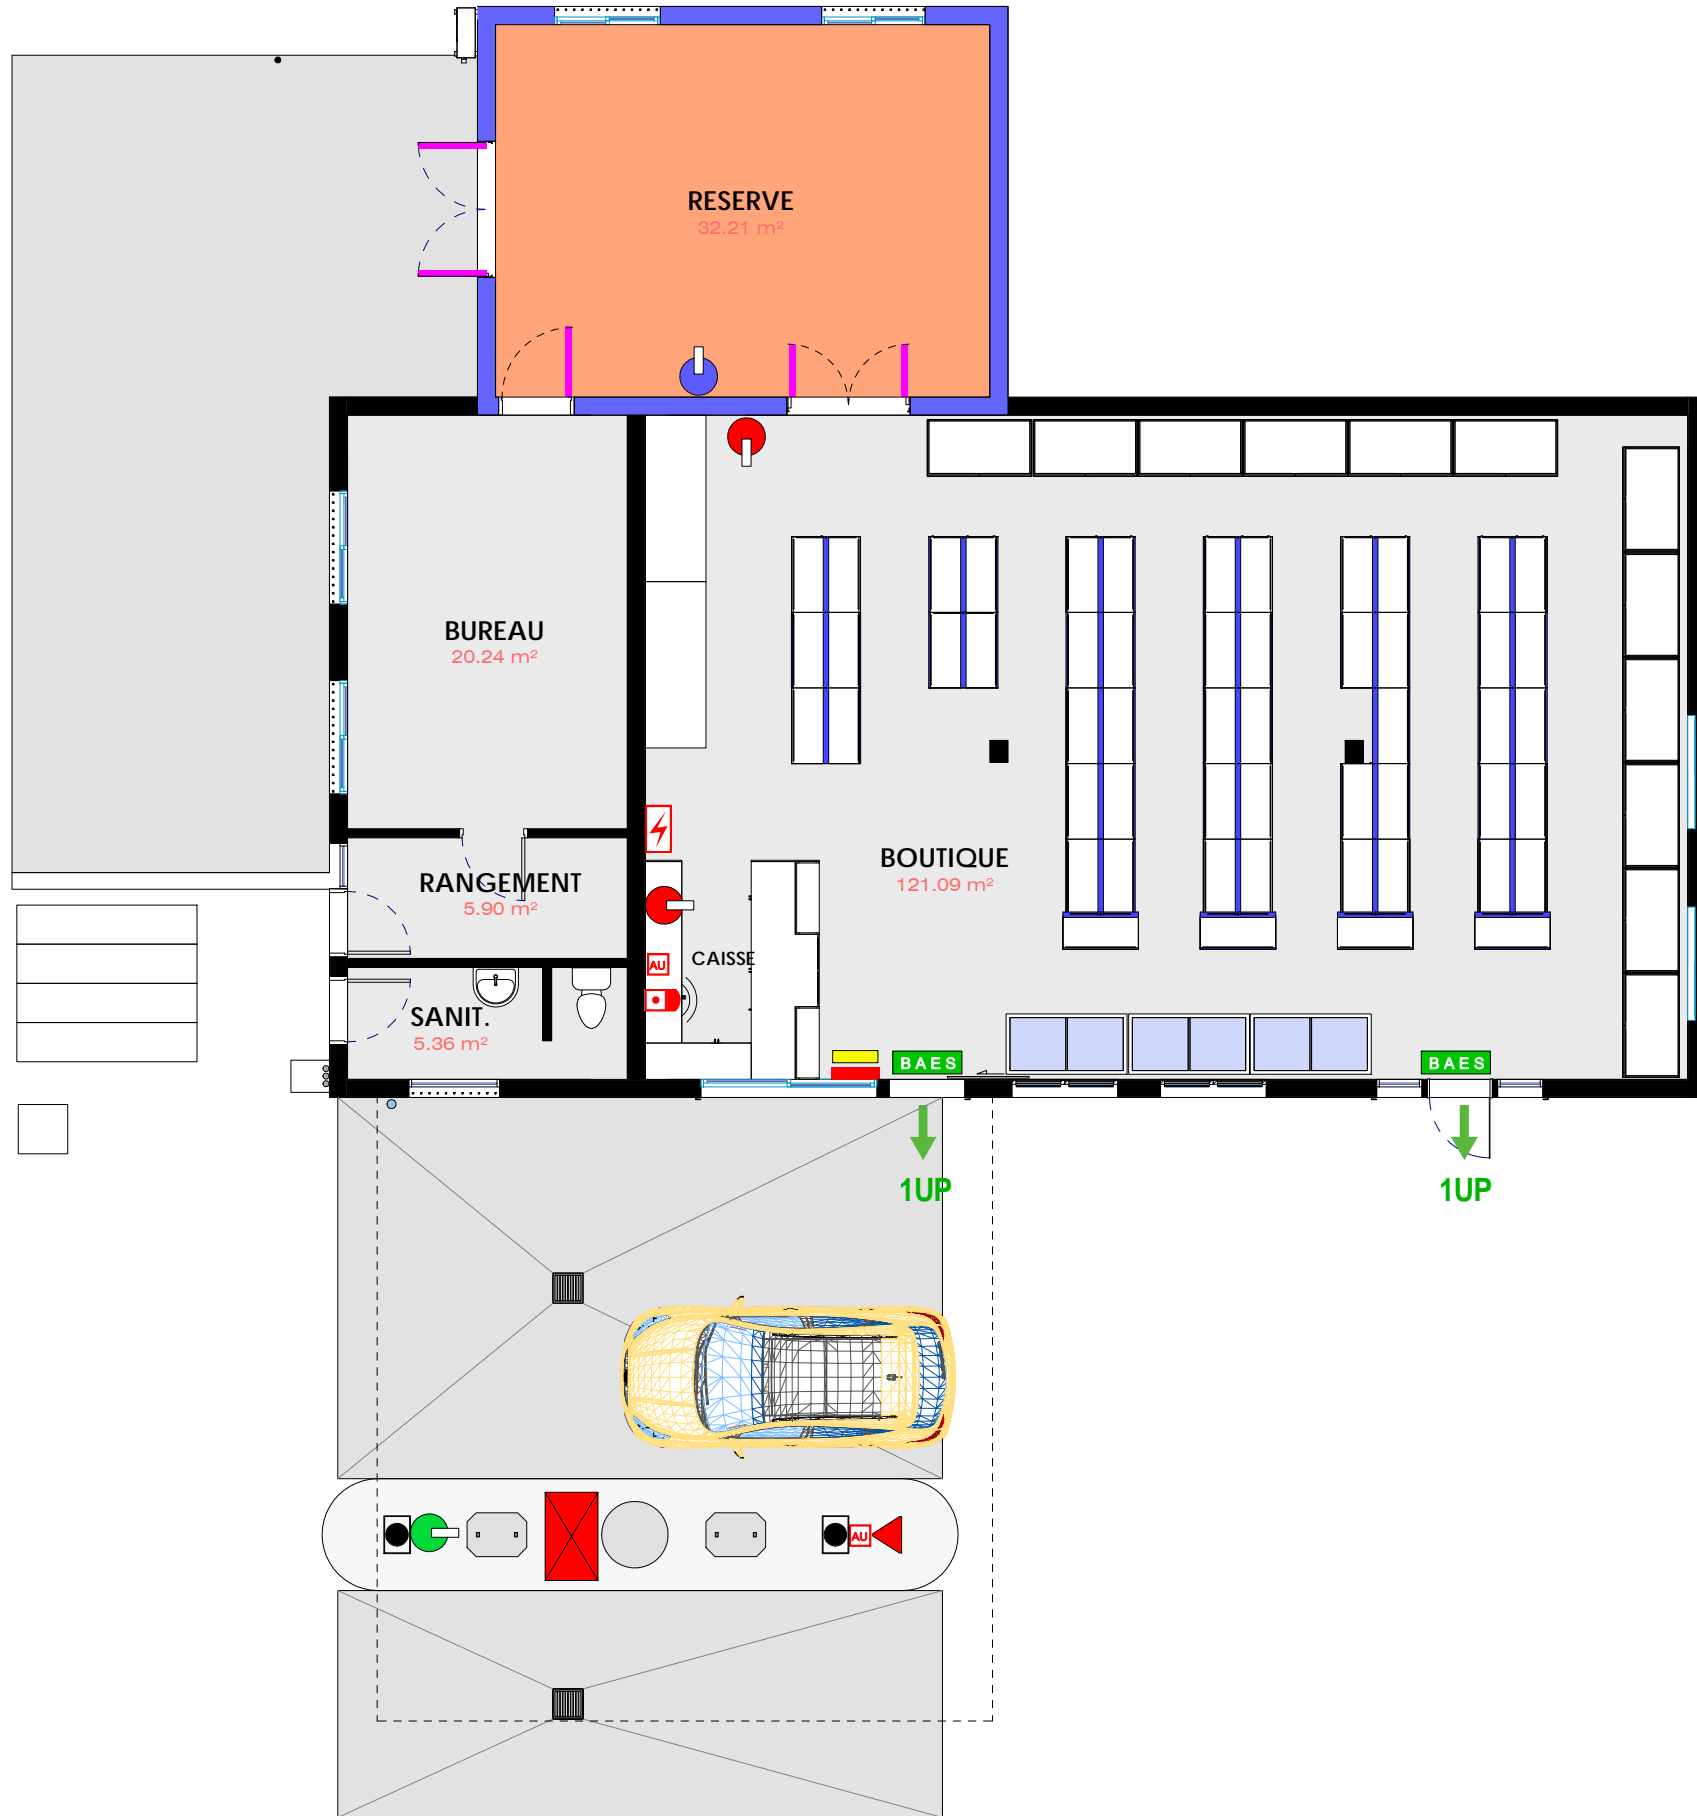 RESERVE
32.21 m²
BUREAU
20.24 m²
BOUTIQUE
121.09 m²
RANGEMENT
5.90 m²
CAISSE
AU
SANIT.
5.36 m²
BAES
BAES
1UP
1UP
AU